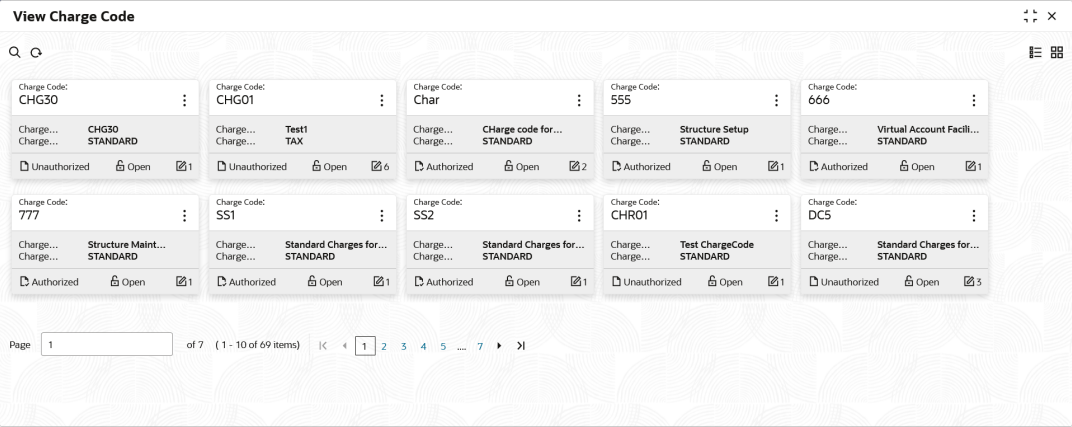 View Charge Code
Charge Code: Charge Code: Charge Code: Charge Code: Charge Code:
CHG30 CHG01 Char 555 666
Charge... CHG30 Charge... Test1 Charge... CHarge code for... Charge... Structure Setup Charge... Virtual Account Facili...
Charge... STANDARD Charge... TAX Charge... STANDARD Charge... STANDARD Charge... STANDARD
Unauthorized Open 1 Unauthorized Open 6 Authorized Open 2 Authorized Open 1 Authorized Open 1
Charge Code: Charge Code: Charge Code: Charge Code: Charge Code:
777 SS1 SS2 CHR01 DC5
Charge... Structure Maint... Charge... Standard Charges for... Charge... Standard Charges for... Charge... Test ChargeCode Charge... Standard Charges for...
Charge... STANDARD Charge... STANDARD Charge... STANDARD Charge... STANDARD Charge... STANDARD
Authorized Open 1 Authorized Open 1 Authorized Open 1 Unauthorized Open 1 Unauthorized Open 3
Page 1 of 7 ( 1 - 10 of 69 items) 1 2 3 4 5 .... 7